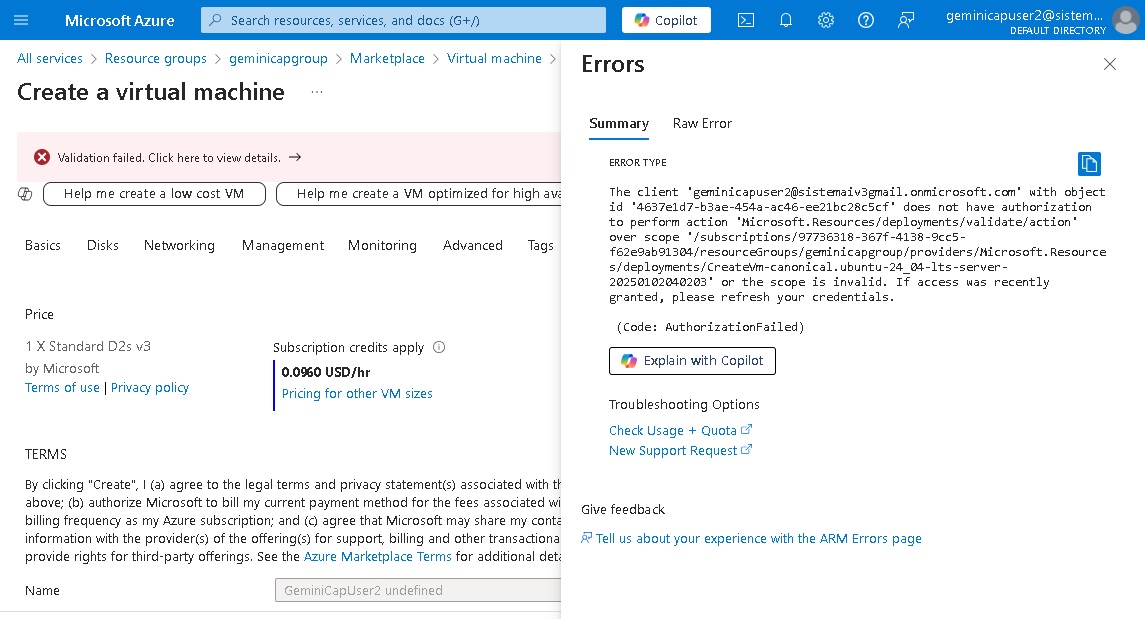 Microsoft Azure
Search resources, services, and docs (G+/)
Copilot
geminicapuser2@sistem...
DEFAULT DIRECTORY
All services > Resource groups > geminicapgroup > Marketplace > Virtual machine >
Create a virtual machine ...
Validation failed. Click here to view details. →
Help me create a low cost VM
Help me create a VM optimized for high ava
Basics Disks Networking Management Monitoring Advanced Tags
Price
1 X Standard D2s v3
by Microsoft
Terms of use | Privacy policy
Subscription credits apply
0.0960 USD/hr
Pricing for other VM sizes
TERMS
By clicking "Create", I (a) agree to the legal terms and privacy statement(s) associated with th
above; (b) authorize Microsoft to bill my current payment method for the fees associated wi
billing frequency as my Azure subscription; and (c) agree that Microsoft may share my conta
information with the provider(s) of the offering(s) for support, billing and other transactiona
provide rights for third-party offerings. See the Azure Marketplace Terms for additional deta
Name
GeminiCapUser2 undefined
Errors
Summary Raw Error
ERROR TYPE
The client 'geminicapuser2@sistemaiv3gmail.onmicrosoft.com' with object
id '4637e1d7-b3ae-454a-ac46-ee21bc28c5cf' does not have authorization
to perform action 'Microsoft.Resources/deployments/validate/action'
over scope '/subscriptions/97736318-367f-4138-9cc5-
f62e9ab91304/resourceGroups/geminicapgroup/providers/Microsoft.Resource
s/deployments/CreateVm-canonical.ubuntu-24_04-lts-server-
20250102040203' or the scope is invalid. If access was recently
granted, please refresh your credentials.
(Code: AuthorizationFailed)
Explain with Copilot
Troubleshooting Options
Check Usage + Quota
New Support Request
Give feedback
Tell us about your experience with the ARM Errors page